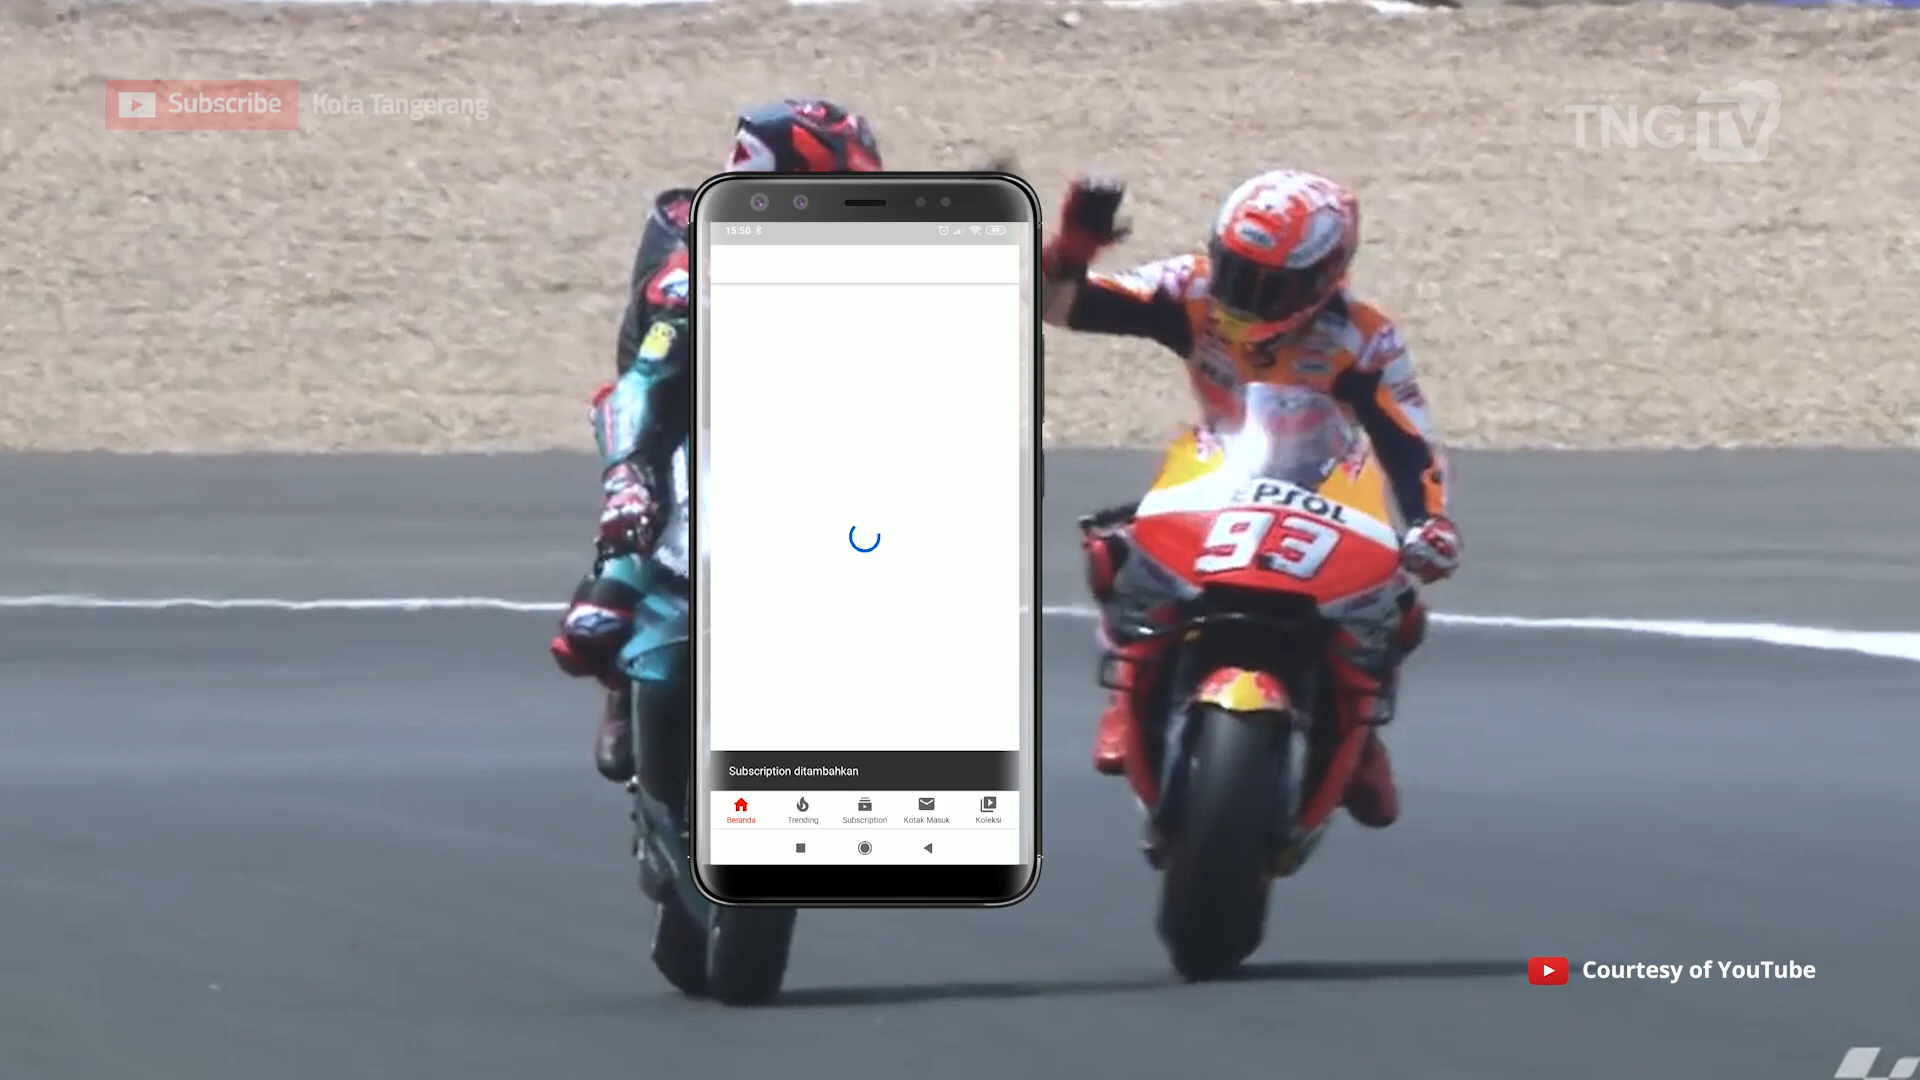 Subscribe Kota Tangerang
TNG TV
15:50
Subscription ditambahkan
Beranda Trending Subscription Kotak Masuk Koleksi
EPSOL
93
Courtesy of YouTube